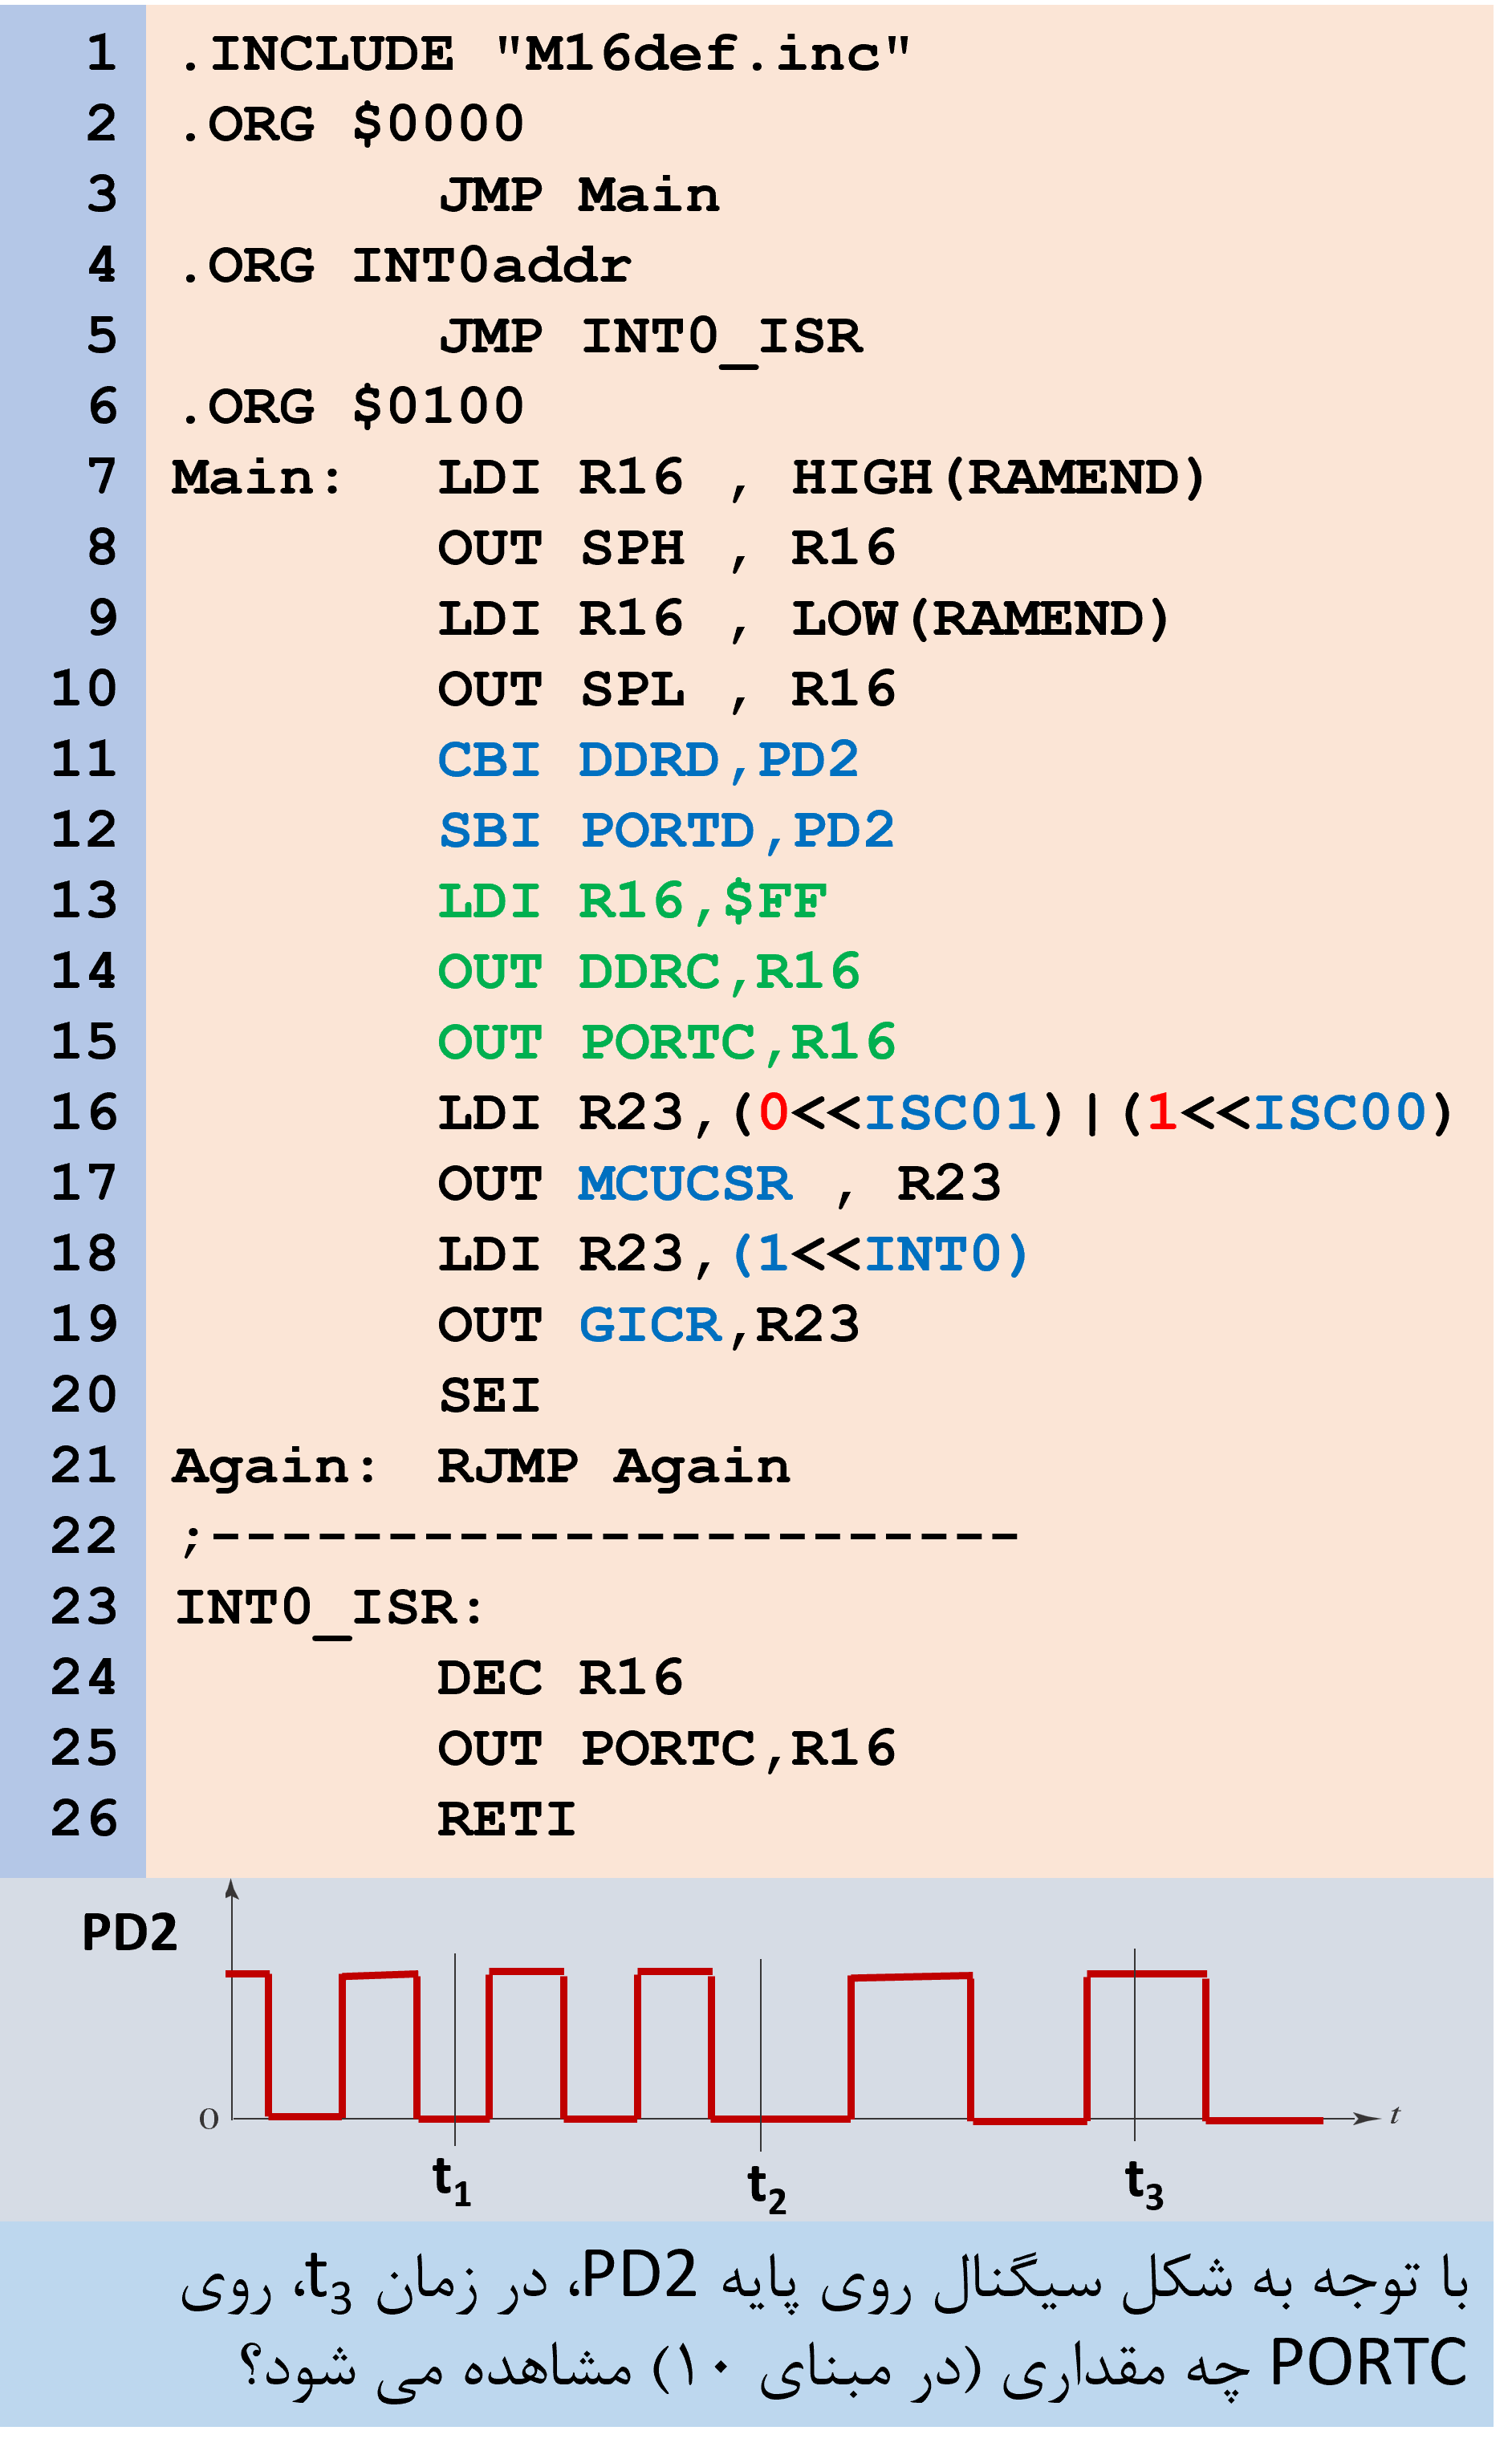 1 .INCLUDE "M16def.inc"
2 .ORG $0000
3 JMP Main
4 .ORG INT0addr
5 JMP INT0_ISR
6 .ORG $0100
7 Main: LDI R16 , HIGH(RAMEND)
8 OUT SPH , R16
9 LDI R16 , LOW(RAMEND)
10 OUT SPL , R16
11 CBI DDRD,PD2
12 SBI PORTD,PD2
13 LDI R16,$FF
14 OUT DDRC,R16
15 OUT PORTC,R16
16 LDI R23,(0<<ISC01)|(1<<ISC00)
17 OUT MCUCSR , R23
18 LDI R23,(1<<INT0)
19 OUT GICR,R23
20 SEI
21 Again: RJMP Again
22 ;-----------------------
23 INT0_ISR:
24 DEC R16
25 OUT PORTC,R16
26 RETI
PD2
0 t
t₁ t₂ t₃
با توجه به شکل سیگنال روی پایه PD2، در زمان t₃، روی
PORTC چه مقداری (در مبنای ۱۰) مشاهده می شود؟